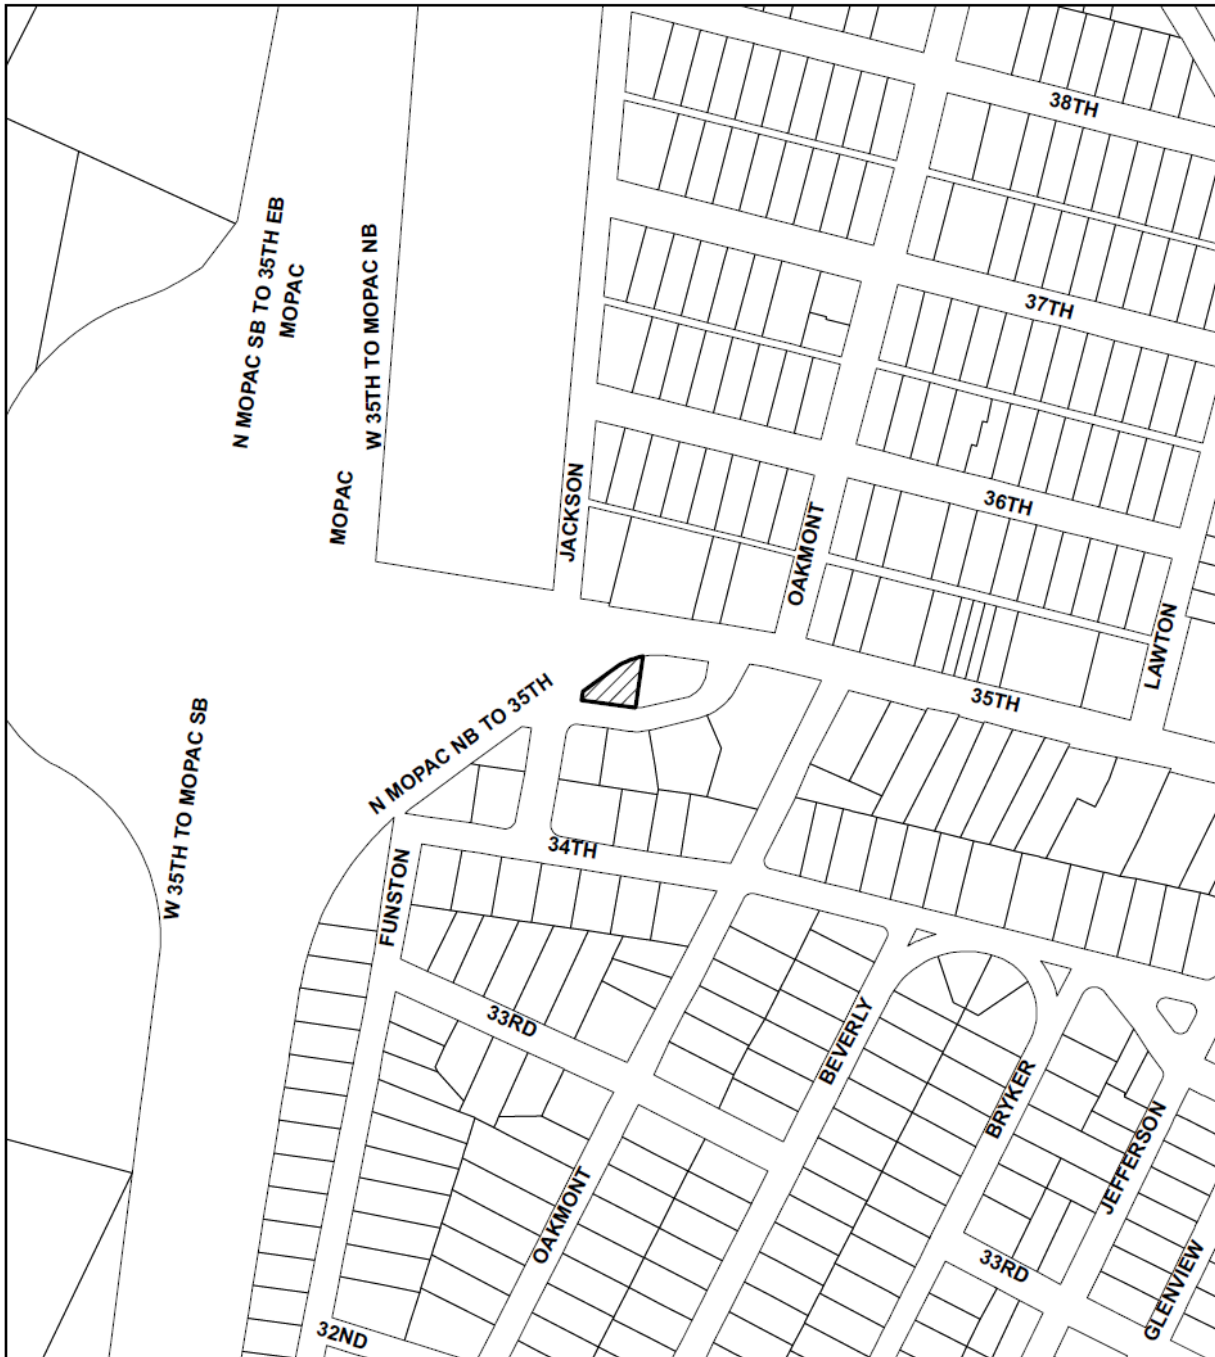 38TH
N MOPAC SB TO 35TH EB
MOPAC
W 35TH TO MOPAC NB
37TH
MOPAC
JACKSON
36TH
OAKMONT
LAWTON
35TH
N MOPAC NB TO 35TH
W 35TH TO MOPAC SB
34TH
FUNSTON
33RD
BEVERLY
BRYKER
JEFFERSON
OAKMONT
33RD
GLENVIEW
32ND